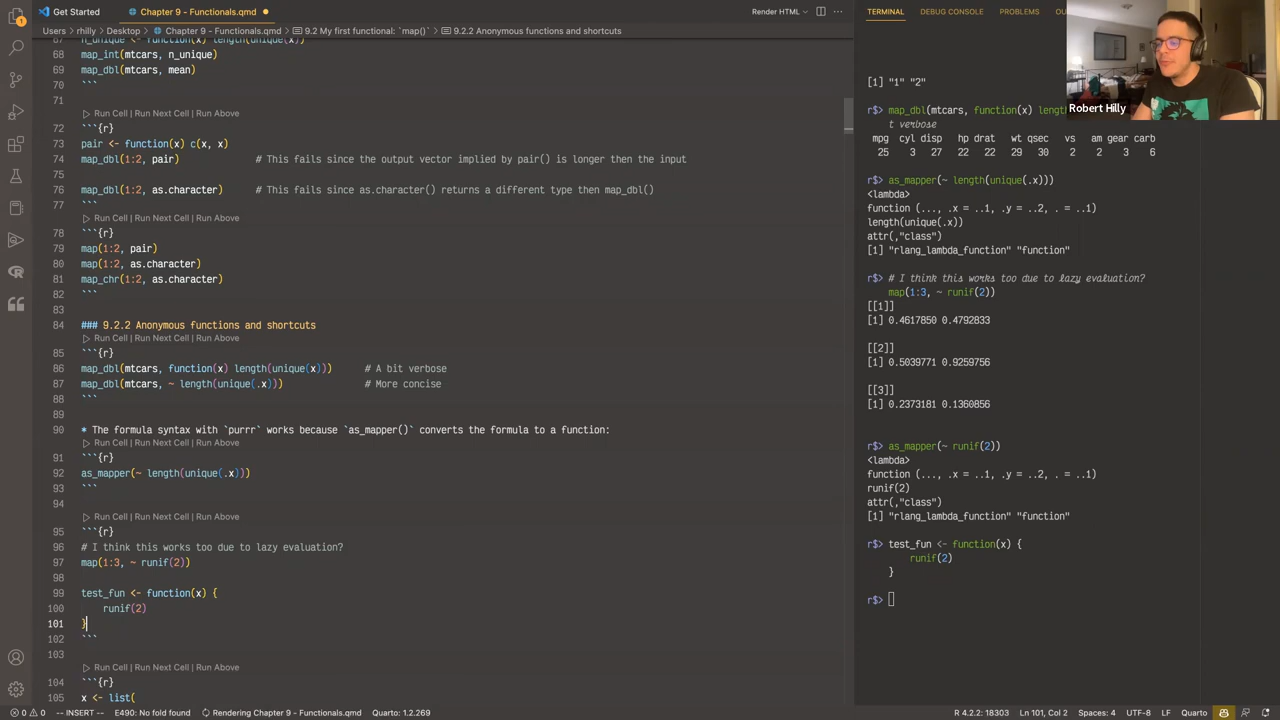 Get Started
Chapter 9 - Functionals.qmd
Render HTML
Users > rhilly > Desktop > Chapter 9 - Functionals.qmd > 9.2 My first functional: `map()` > 9.2.2 Anonymous functions and shortcuts
67 n_unique <- function(x) length(unique(x))
68 map_int(mtcars, n_unique)
69 map_dbl(mtcars, mean)
70 ```
71
Run Cell | Run Next Cell | Run Above
72 ```{r}
73 pair <- function(x) c(x, x)
74 map_dbl(1:2, pair) # This fails since the output vector implied by pair() is longer then the input
75
76 map_dbl(1:2, as.character) # This fails since as.character() returns a different type then map_dbl()
77 ```
Run Cell | Run Next Cell | Run Above
78 ```{r}
79 map(1:2, pair)
80 map(1:2, as.character)
81 map_chr(1:2, as.character)
82 ```
83
84 ### 9.2.2 Anonymous functions and shortcuts
Run Cell | Run Next Cell | Run Above
85 ```{r}
86 map_dbl(mtcars, function(x) length(unique(x))) # A bit verbose
87 map_dbl(mtcars, ~ length(unique(.x))) # More concise
88 ```
89
90 * The formula syntax with `purrr` works because `as_mapper()` converts the formula to a function:
Run Cell | Run Next Cell | Run Above
91 ```{r}
92 as_mapper(~ length(unique(.x)))
93 ```
94
Run Cell | Run Next Cell | Run Above
95 ```{r}
96 # I think this works too due to lazy evaluation?
97 map(1:3, ~ runif(2))
98
99 test_fun <- function(x) {
100 runif(2)
101 }
102 ```
103
Run Cell | Run Next Cell | Run Above
104 ```{r}
105 x <- list(
TERMINAL DEBUG CONSOLE PROBLEMS
[1] "1" "2"
r$> map_dbl(mtcars, function(x) leng
t verbose
mpg cyl disp hp drat wt qsec vs am gear carb
25 3 27 22 22 29 30 2 2 3 6
r$> as_mapper(~ length(unique(.x)))
<lambda>
function (..., .x = ..1, .y = ..2, . = ..1)
length(unique(.x))
attr(,"class")
[1] "rlang_lambda_function" "function"
r$> # I think this works too due to lazy evaluation?
map(1:3, ~ runif(2))
[[1]]
[1] 0.4617850 0.4792833
[[2]]
[1] 0.5039771 0.9259756
[[3]]
[1] 0.2373181 0.1360856
r$> as_mapper(~ runif(2))
<lambda>
function (..., .x = ..1, .y = ..2, . = ..1)
runif(2)
attr(,"class")
[1] "rlang_lambda_function" "function"
r$> test_fun <- function(x) {
runif(2)
}
r$>
Robert Hilly
0 0 -- INSERT -- E490: No fold found Rendering Chapter 9 - Functionals.qmd Quarto: 1.2.269
R 4.2.2: 18303 Ln 101, Col 2 Spaces: 4 UTF-8 LF Quarto